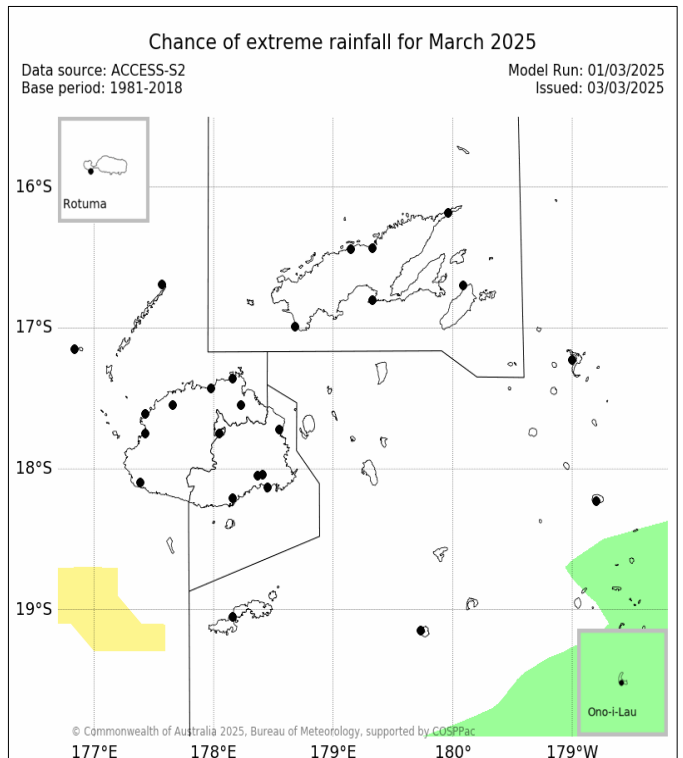 Chance of extreme rainfall for March 2025
Data source: ACCESS-S2
Model Run: 01/03/2025
Base period: 1981-2018
Issued: 03/03/2025
Rotuma
16°S
17°S
18°S
19°S
Ono-i-Lau
© Commonwealth of Australia 2025, Bureau of Meteorology, supported by COSPPac
177°E
178°E
179°E
180°
179°W